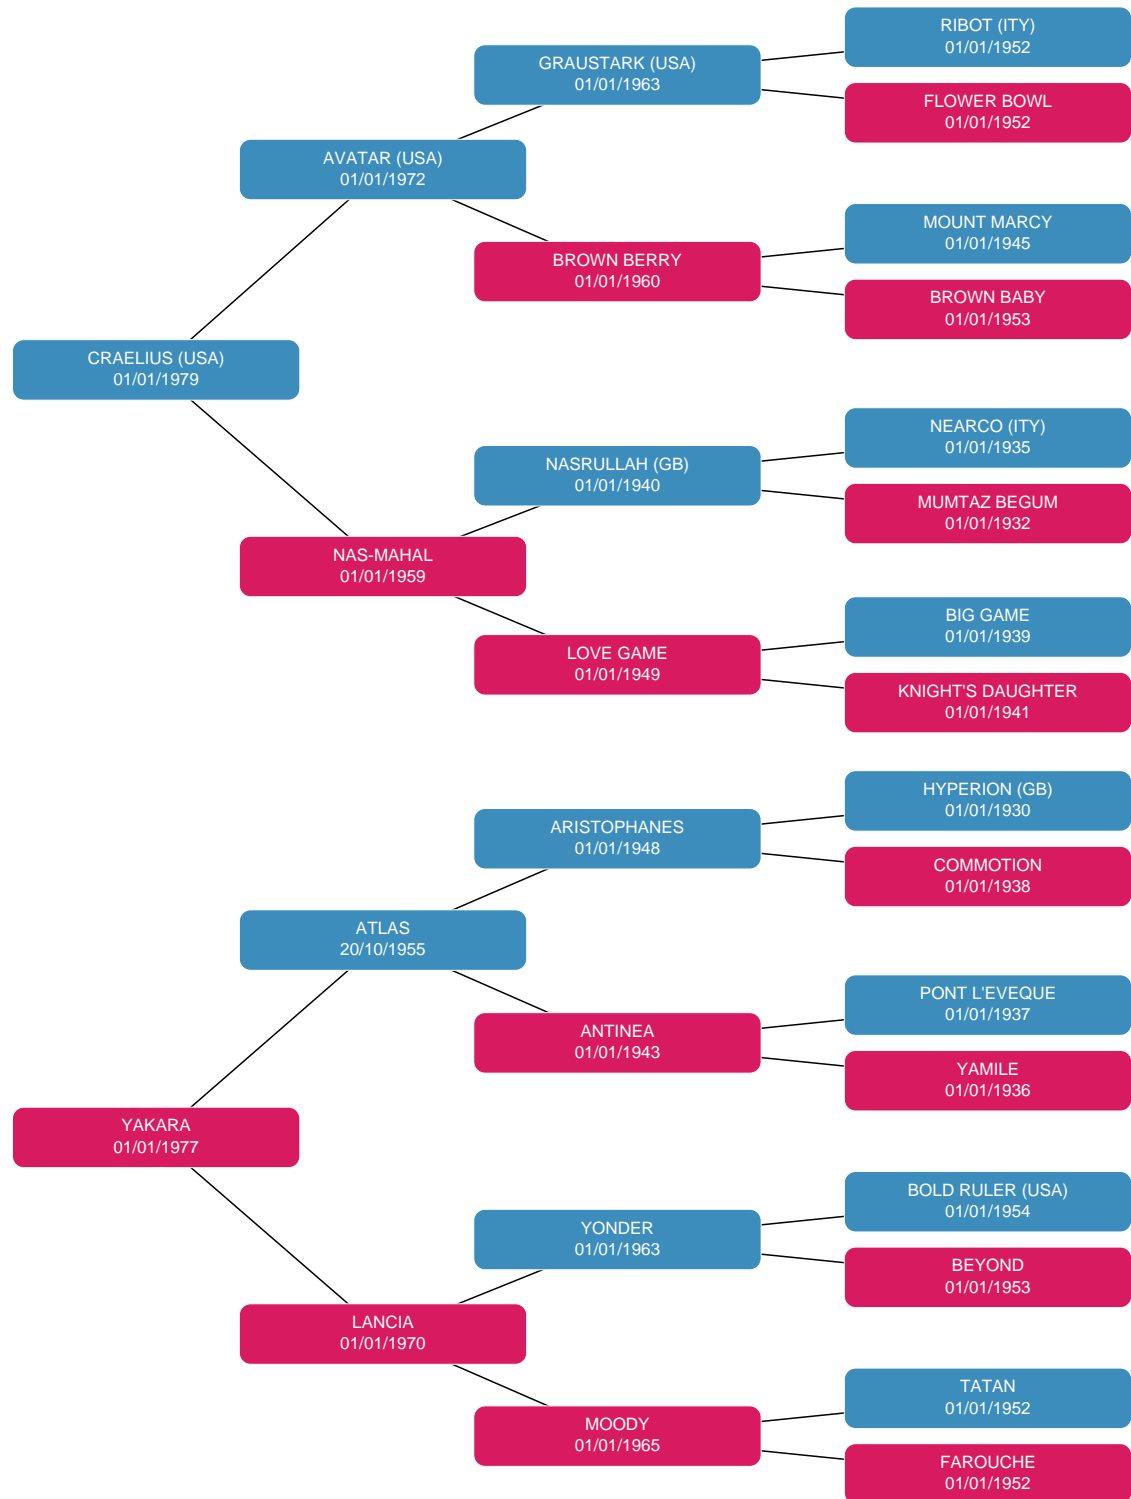 RIBOT (ITY)
01/01/1952
GRAUSTARK (USA)
01/01/1963
FLOWER BOWL
01/01/1952
AVATAR (USA)
01/01/1972
MOUNT MARCY
01/01/1945
BROWN BERRY
01/01/1960
BROWN BABY
01/01/1953
CRAELIUS (USA)
01/01/1979
NEARCO (ITY)
01/01/1935
NASRULLAH (GB)
01/01/1940
MUMTAZ BEGUM
01/01/1932
NAS-MAHAL
01/01/1959
BIG GAME
01/01/1939
LOVE GAME
01/01/1949
KNIGHT'S DAUGHTER
01/01/1941
HYPERION (GB)
01/01/1930
ARISTOPHANES
01/01/1948
COMMOTION
01/01/1938
ATLAS
20/10/1955
PONT L'EVEQUE
01/01/1937
ANTINEA
01/01/1943
YAMILE
01/01/1936
YAKARA
01/01/1977
BOLD RULER (USA)
01/01/1954
YONDER
01/01/1963
BEYOND
01/01/1953
LANCIA
01/01/1970
TATAN
01/01/1952
MOODY
01/01/1965
FAROUCHE
01/01/1952